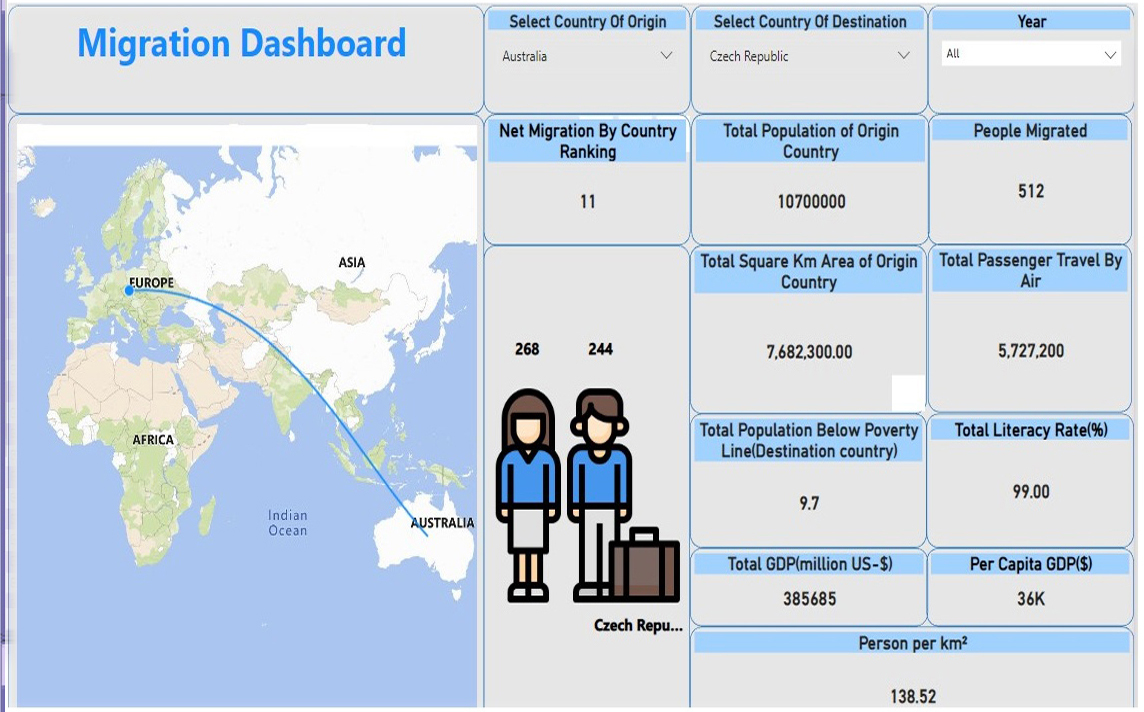 Migration Dashboard
Select Country Of Origin
Australia
Select Country Of Destination
Czech Republic
Year
All
Net Migration By Country
Ranking
11
Total Population of Origin
Country
10700000
People Migrated
512
EUROPE
ASIA
AFRICA
Indian
Ocean
AUSTRALIA
268
244
Czech Repu...
Total Square Km Area of Origin
Country
7,682,300.00
Total Passenger Travel By
Air
5,727,200
Total Population Below Poverty
Line(Destination country)
9.7
Total Literacy Rate(%)
99.00
Total GDP(million US-$)
385685
Per Capita GDP($)
36K
Person per km²
138.52